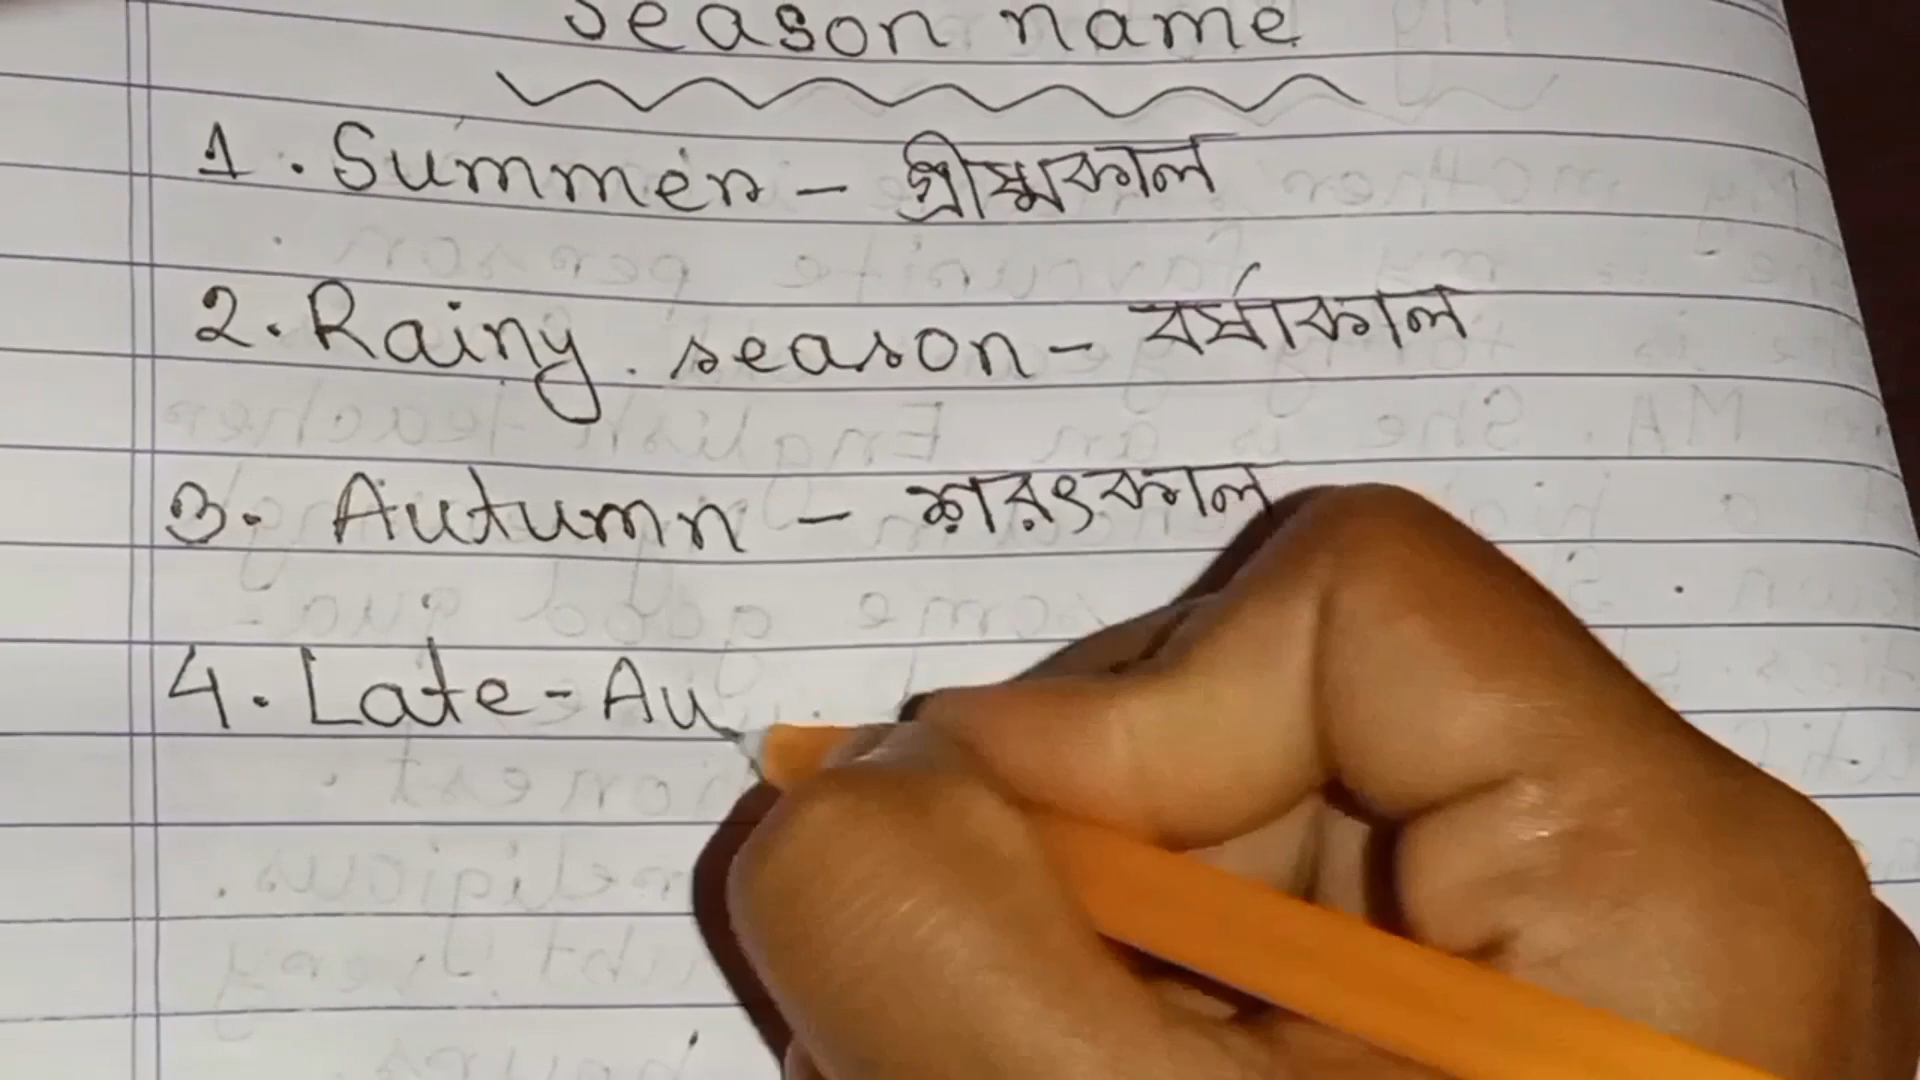 Season name
1. Summer - গ্রীষ্মকাল
2. Rainy season - বর্ষাকাল
3. Autumn - শরৎকাল
4. Late-Au